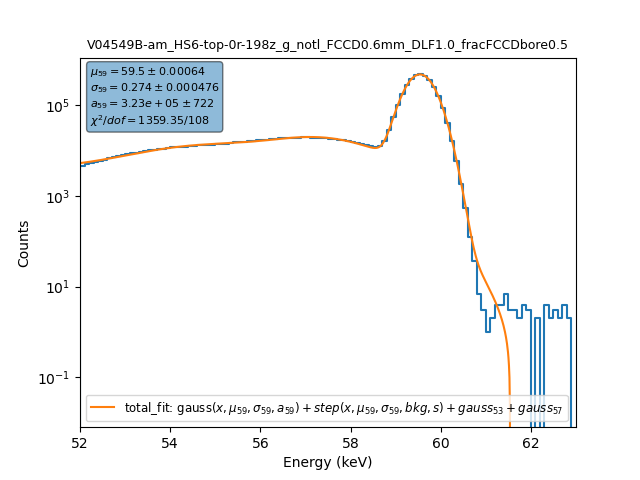 V04549B-am_HS6-top-0r-198z_g_notl_FCCD0.6mm_DLF1.0_fracFCCDbore0.5
μ₅₉ = 59.5 ± 0.00064
σ₅₉ = 0.274 ± 0.000476
a₅₉ = 3.23e + 05 ± 722
χ²/dof = 1359.35/108
10⁵
10³
10¹
10⁻¹
Counts
total_fit: gauss(x, μ₅₉, σ₅₉, a₅₉) + step(x, μ₅₉, σ₅₉, bkg, s) + gauss₅₃ + gauss₅₇
52 54 56 58 60 62
Energy (keV)